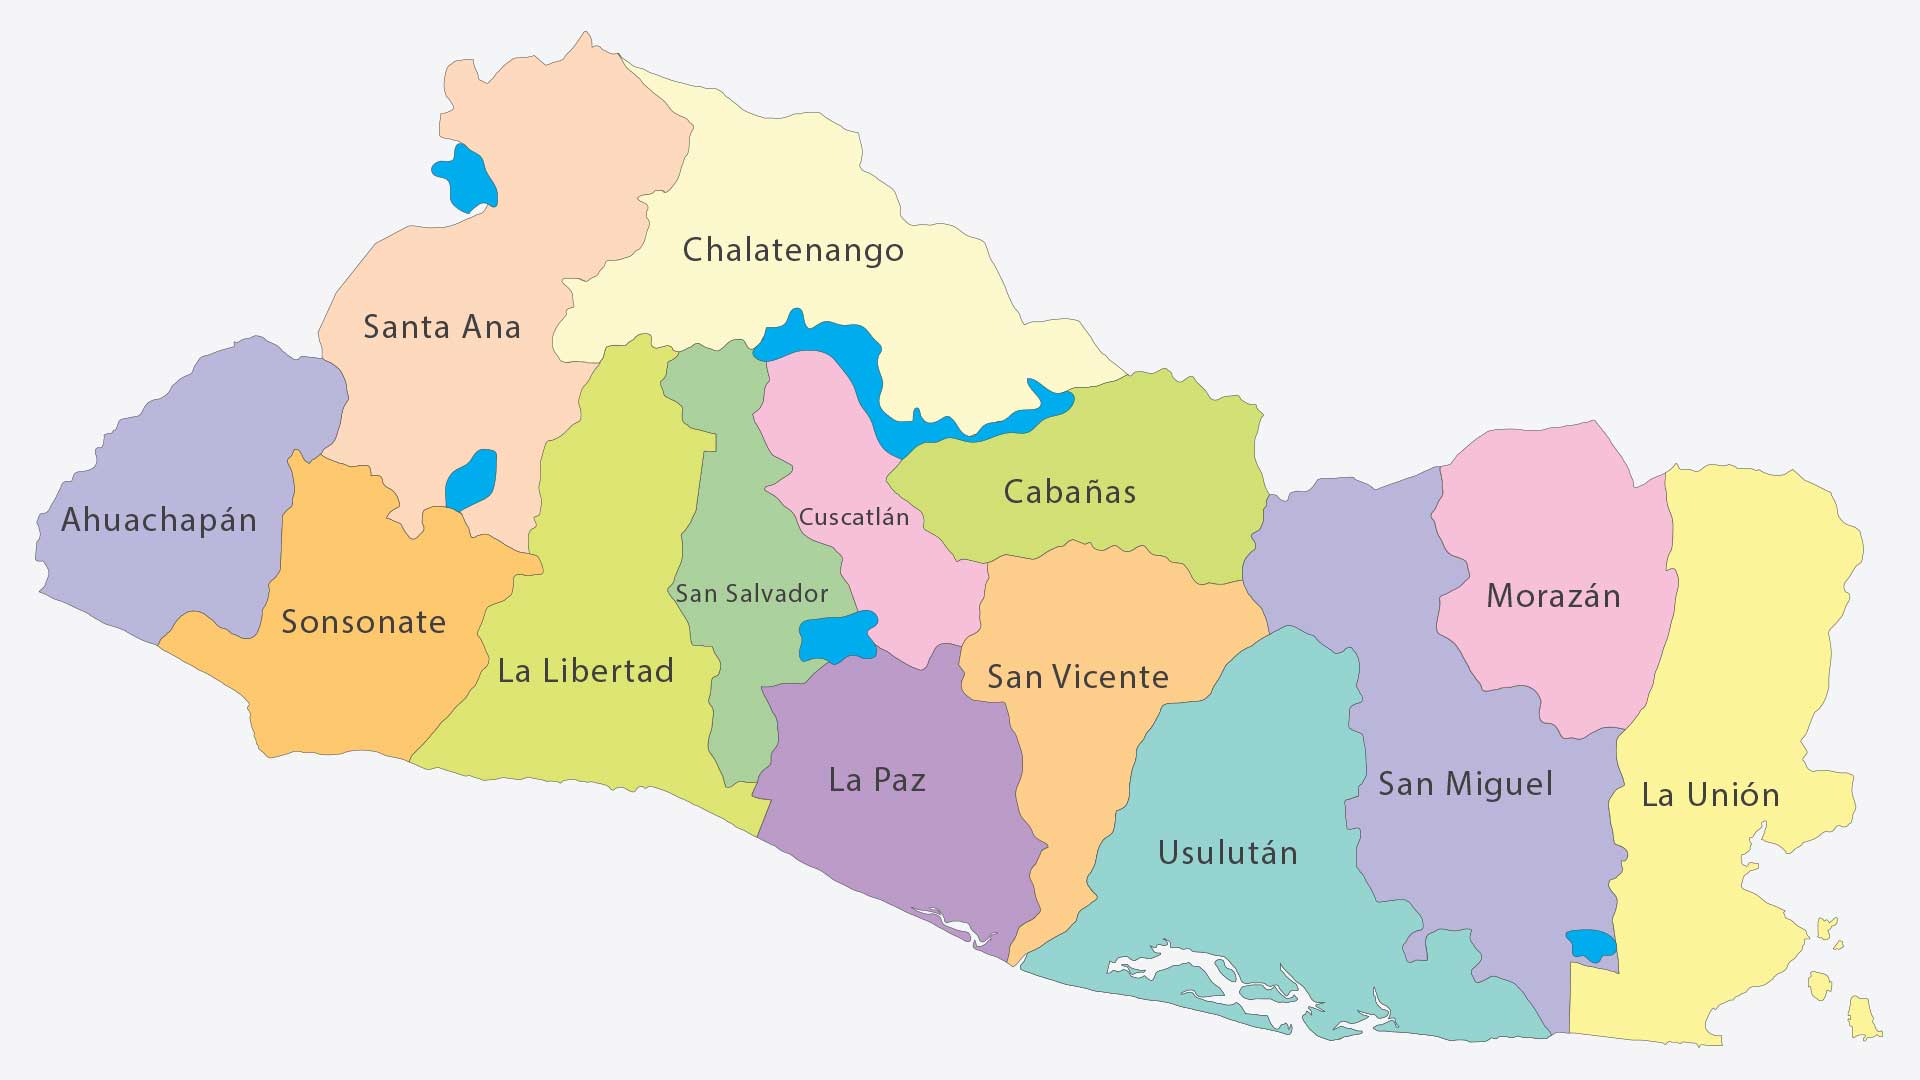 Chalatenango
Santa Ana
Cabañas
Ahuachapán
Cuscatlán
San Salvador
Morazán
Sonsonate
La Libertad
San Vicente
La Paz
San Miguel
La Unión
Usulután